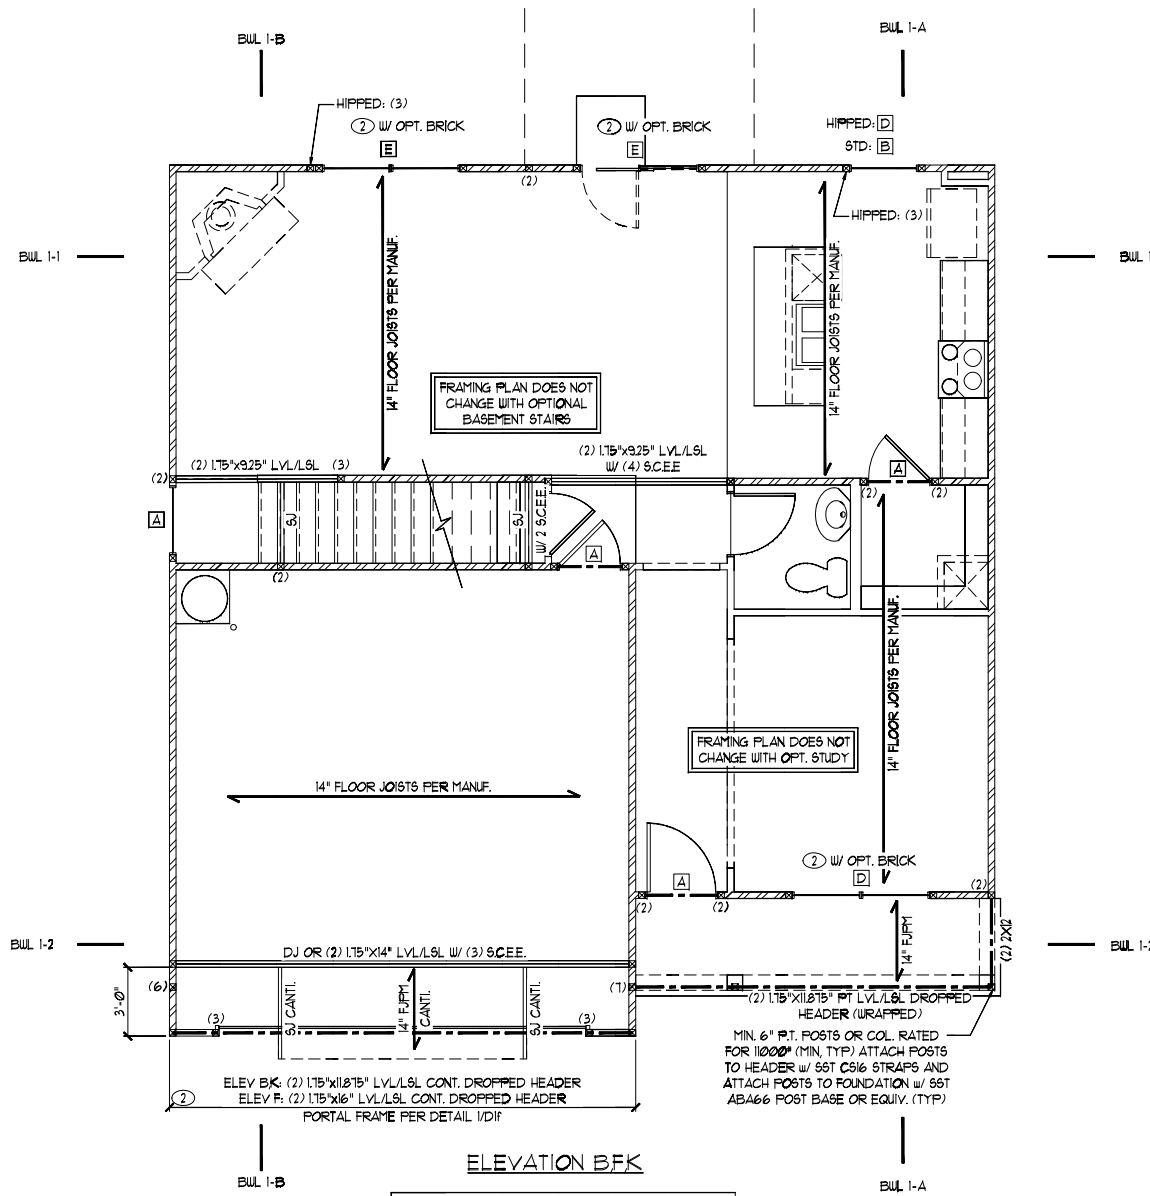 BWL 1-B
BWL 1-A
HIPPED: (3)
2 W/ OPT. BRICK
2 W/ OPT. BRICK
HIPPED: D
STD: B
E
E
(2)
HIPPED: (3)
BWL 1-1
BWL 1
14" FLOOR JOISTS PER MANUF.
14" FLOOR JOISTS PER MANUF.
FRAMING PLAN DOES NOT
CHANGE WITH OPTIONAL
BASEMENT STAIRS
(2) 1.75"x9.25" LVL/LSL
W/ (4) S.C.E.E
(2)
(2) 1.75"x9.25" LVL/LSL
(3)
A
(2)
(2)
A
SJ
SJ
W/ 2 S.C.E.E.
A
(2)
14" FLOOR JOISTS PER MANUF.
FRAMING PLAN DOES NOT
CHANGE WITH OPT. STUDY
14" FLOOR JOISTS PER MANUF.
2 W/ OPT. BRICK
A
D
(2)
(2)
(2)
BWL 1-2
BWL 1-2
DJ OR (2) 1.75"X14" LVL/LSL W/ (3) S.C.E.E.
14" FJPM
(2) 2X12
3'-0"
(6)
(7)
SJ CANTI.
14" FJPM
CANTI.
SJ CANTI.
(3)
(3)
(2) 1.75"X11.875" PT LVL/LSL DROPPED
HEADER (WRAPPED)
MIN. 6" P.T. POSTS OR COL. RATED
FOR 11000# (MIN, TYP) ATTACH POSTS
TO HEADER w/ SST CS16 STRAPS AND
ATTACH POSTS TO FOUNDATION w/ SST
ABA66 POST BASE OR EQUIV. (TYP)
ELEV B,K: (2) 1.75"x11.875" LVL/LSL CONT. DROPPED HEADER
2
ELEV F: (2) 1.75"x16" LVL/LSL CONT. DROPPED HEADER
PORTAL FRAME PER DETAIL 1/D1f
ELEVATION B,F,K
BWL 1-B
BWL 1-A